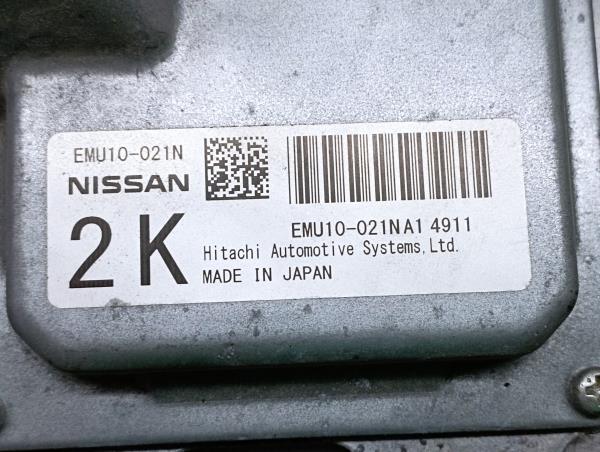 EMU10-021N
NISSAN
2K
EMU10-021NA1 4911
Hitachi Automotive Systems,Ltd.
MADE IN JAPAN